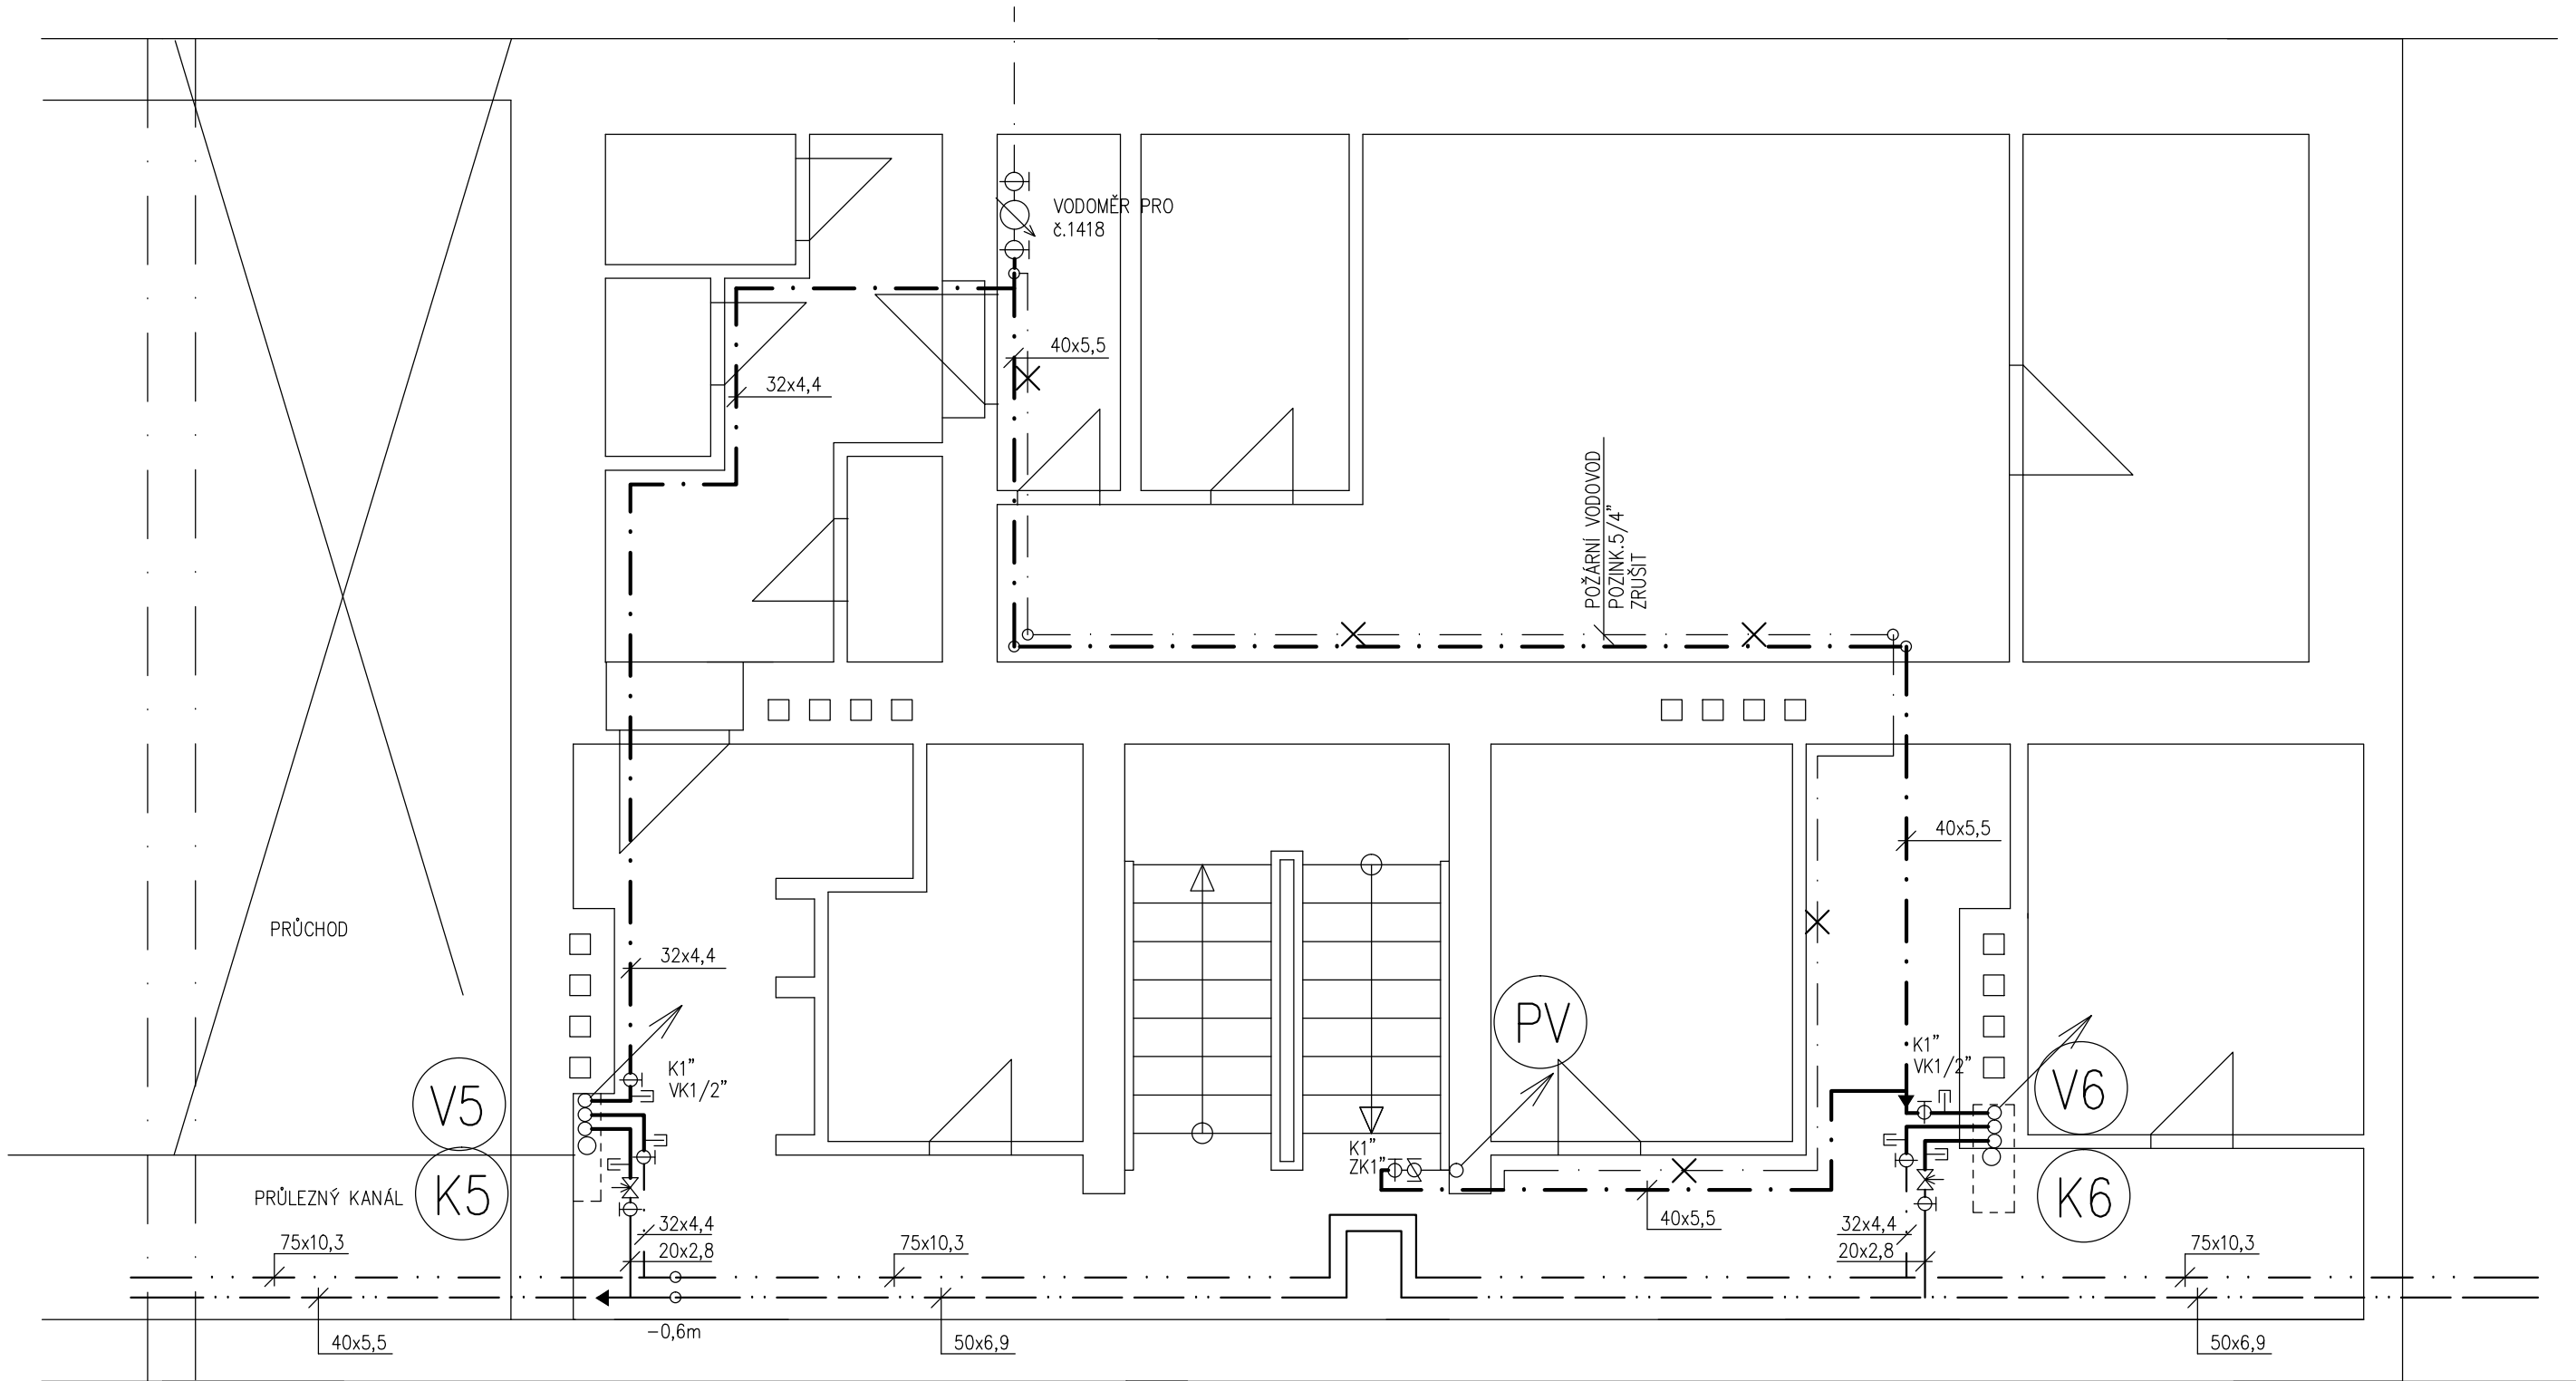 VODOMĚR PRO
č.1418
40x5,5
32x4,4
POŽÁRNÍ VODOVOD
POZINK.5/4"
ZRUŠIT
40x5,5
PRŮCHOD
32x4,4
PV
K1"
VK1/2"
K1"
VK1/2"
V5
V6
K1"
ZK1"
PRŮLEZNÝ KANÁL
K5
K6
32x4,4
20x2,8
40x5,5
32x4,4
20x2,8
75x10,3
75x10,3
75x10,3
-0,6m
40x5,5
50x6,9
50x6,9